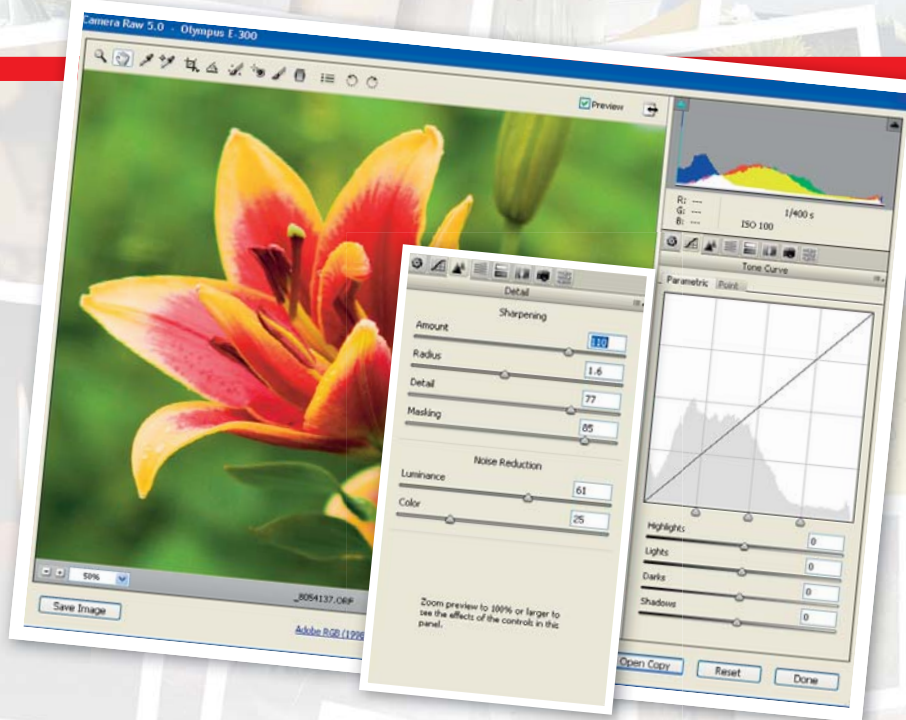 Camera Raw 5.0 - Olympus E-300
Preview
R: ---
G: ---
B: ---
1/400 s
ISO 100
Tone Curve
Parametric Point
Highlights 0
Lights 0
Darks 0
Shadows 0
Detail
Sharpening
Amount 110
Radius 1.6
Detail 77
Masking 85
Noise Reduction
Luminance 61
Color 25
Zoom preview to 100% or larger to
see the effects of the controls in this
panel.
50%
_8054137.ORF
Save Image
Adobe RGB (1998
Open Copy
Reset
Done